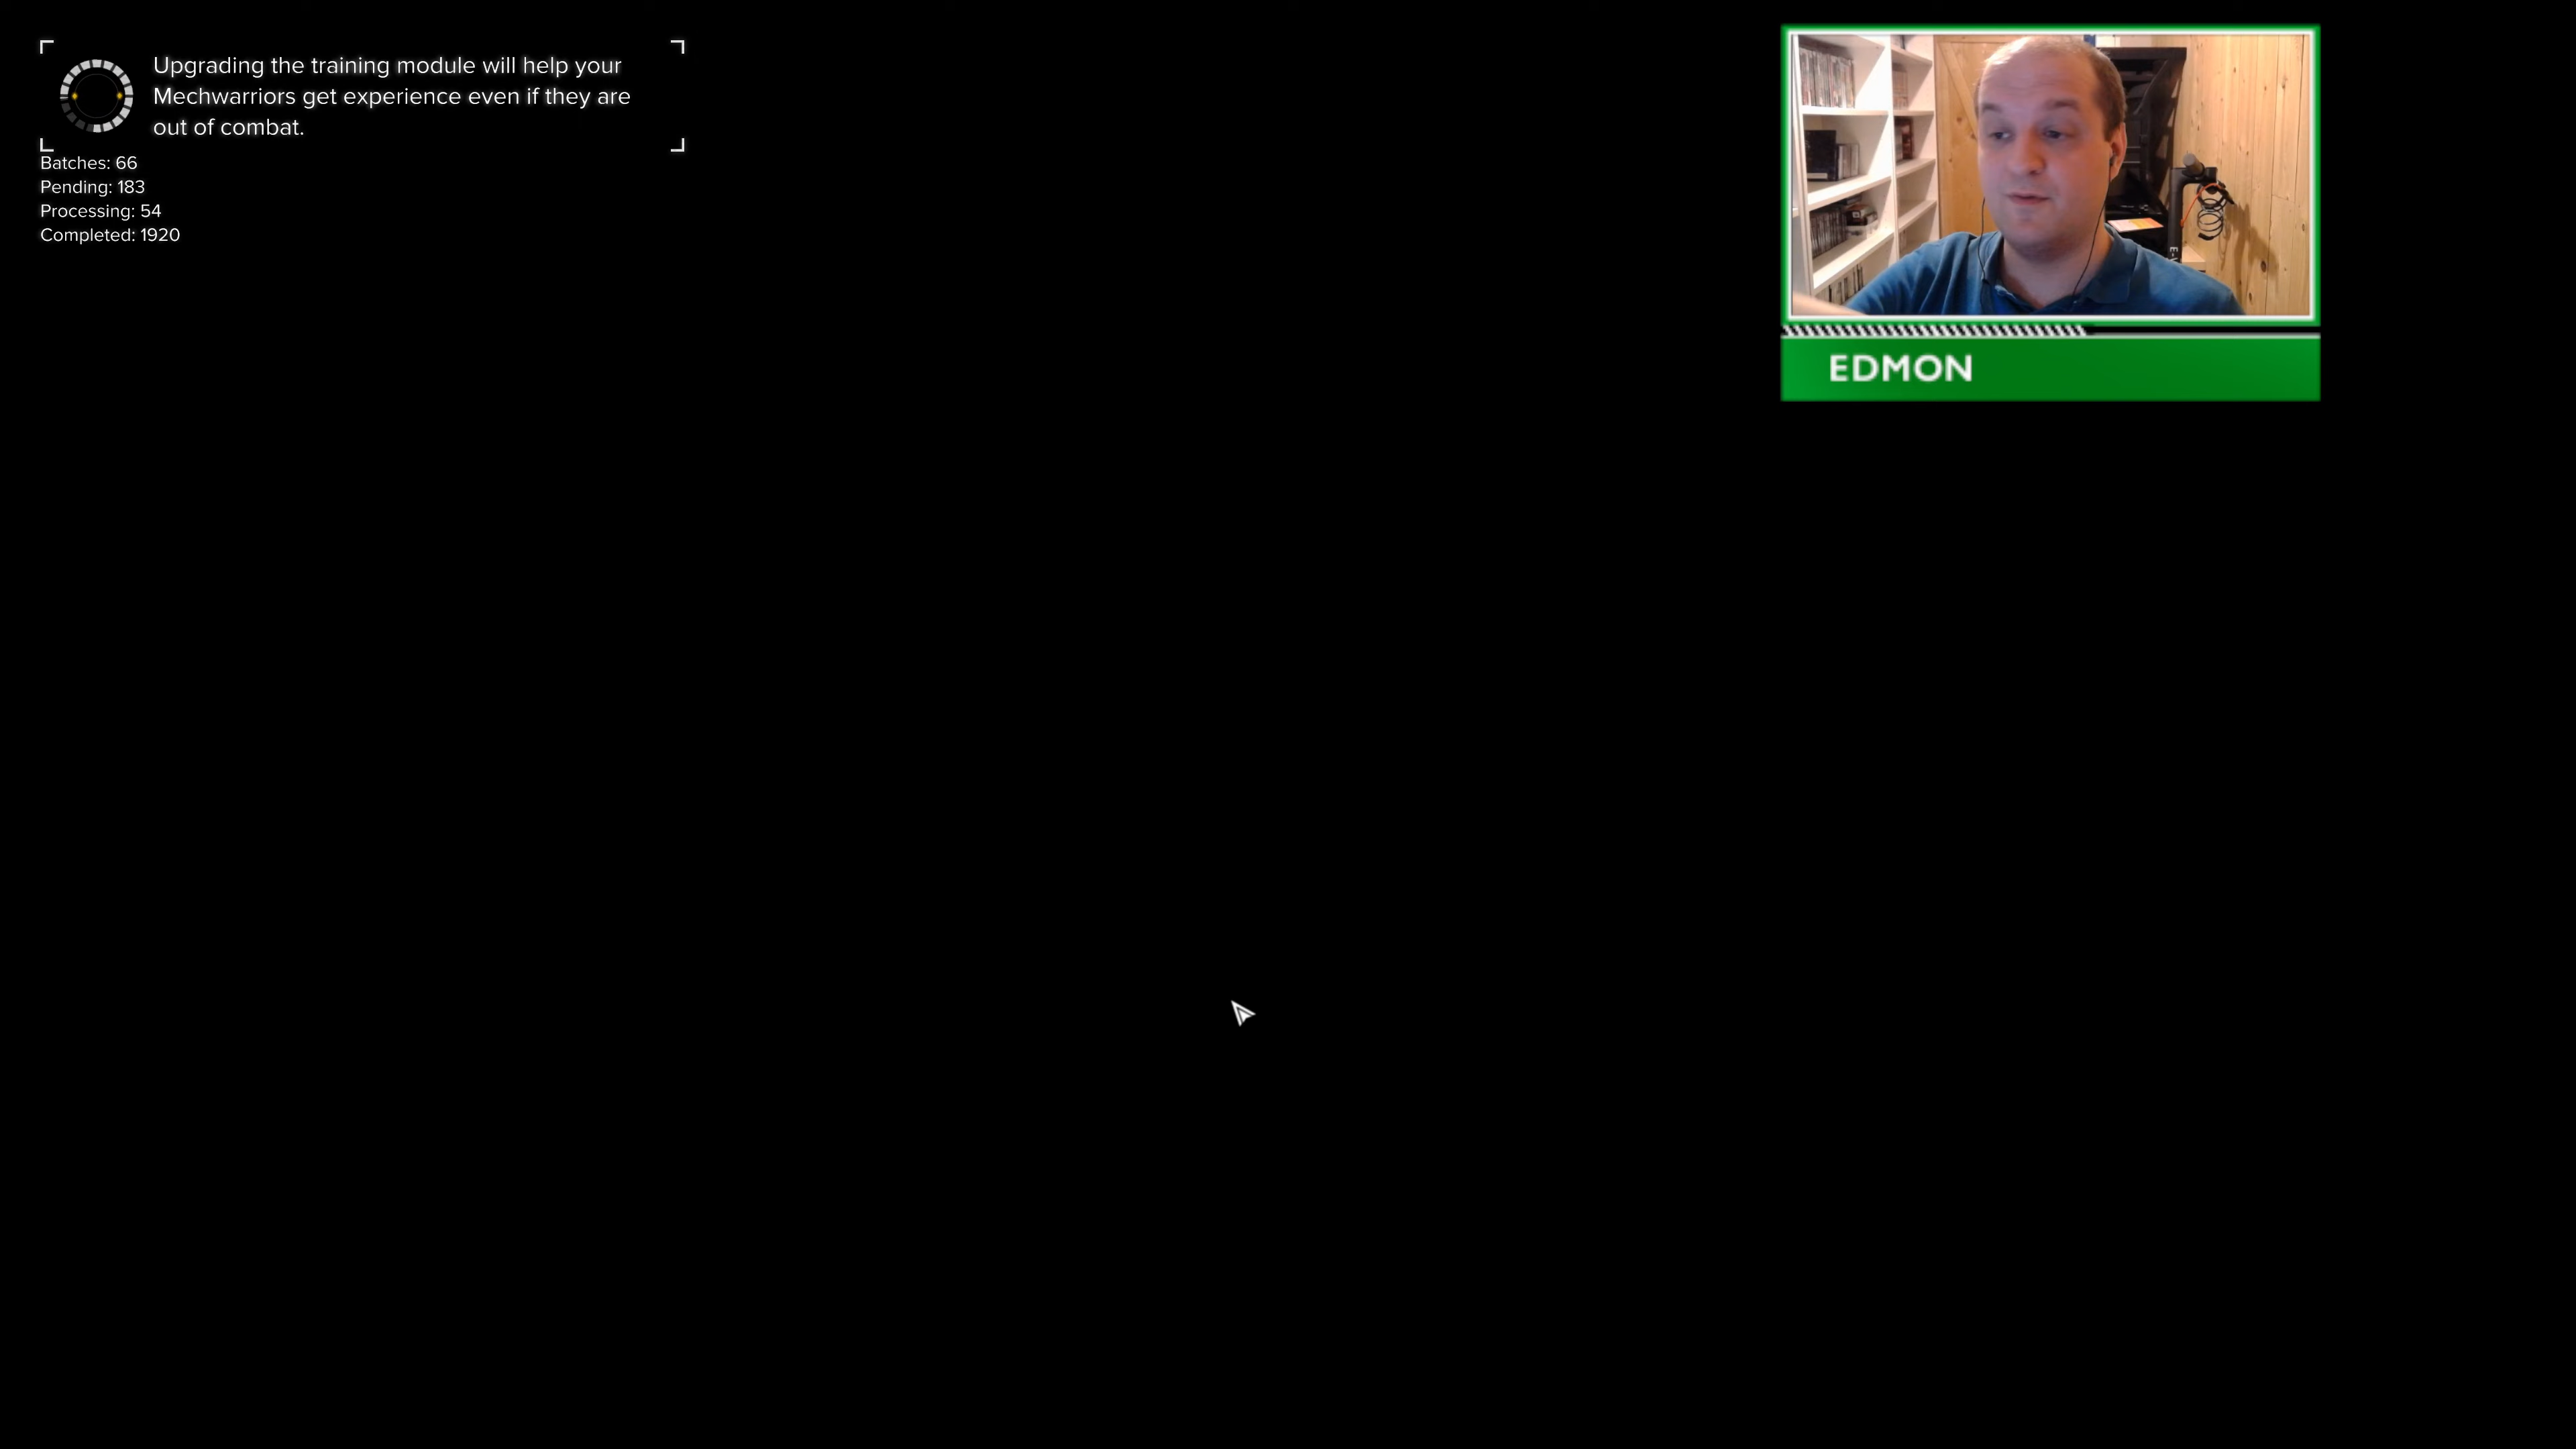 Upgrading the training module will help your
Mechwarriors get experience even if they are
out of combat.
Batches: 66
Pending: 183
Processing: 54
Completed: 1920
EDMON